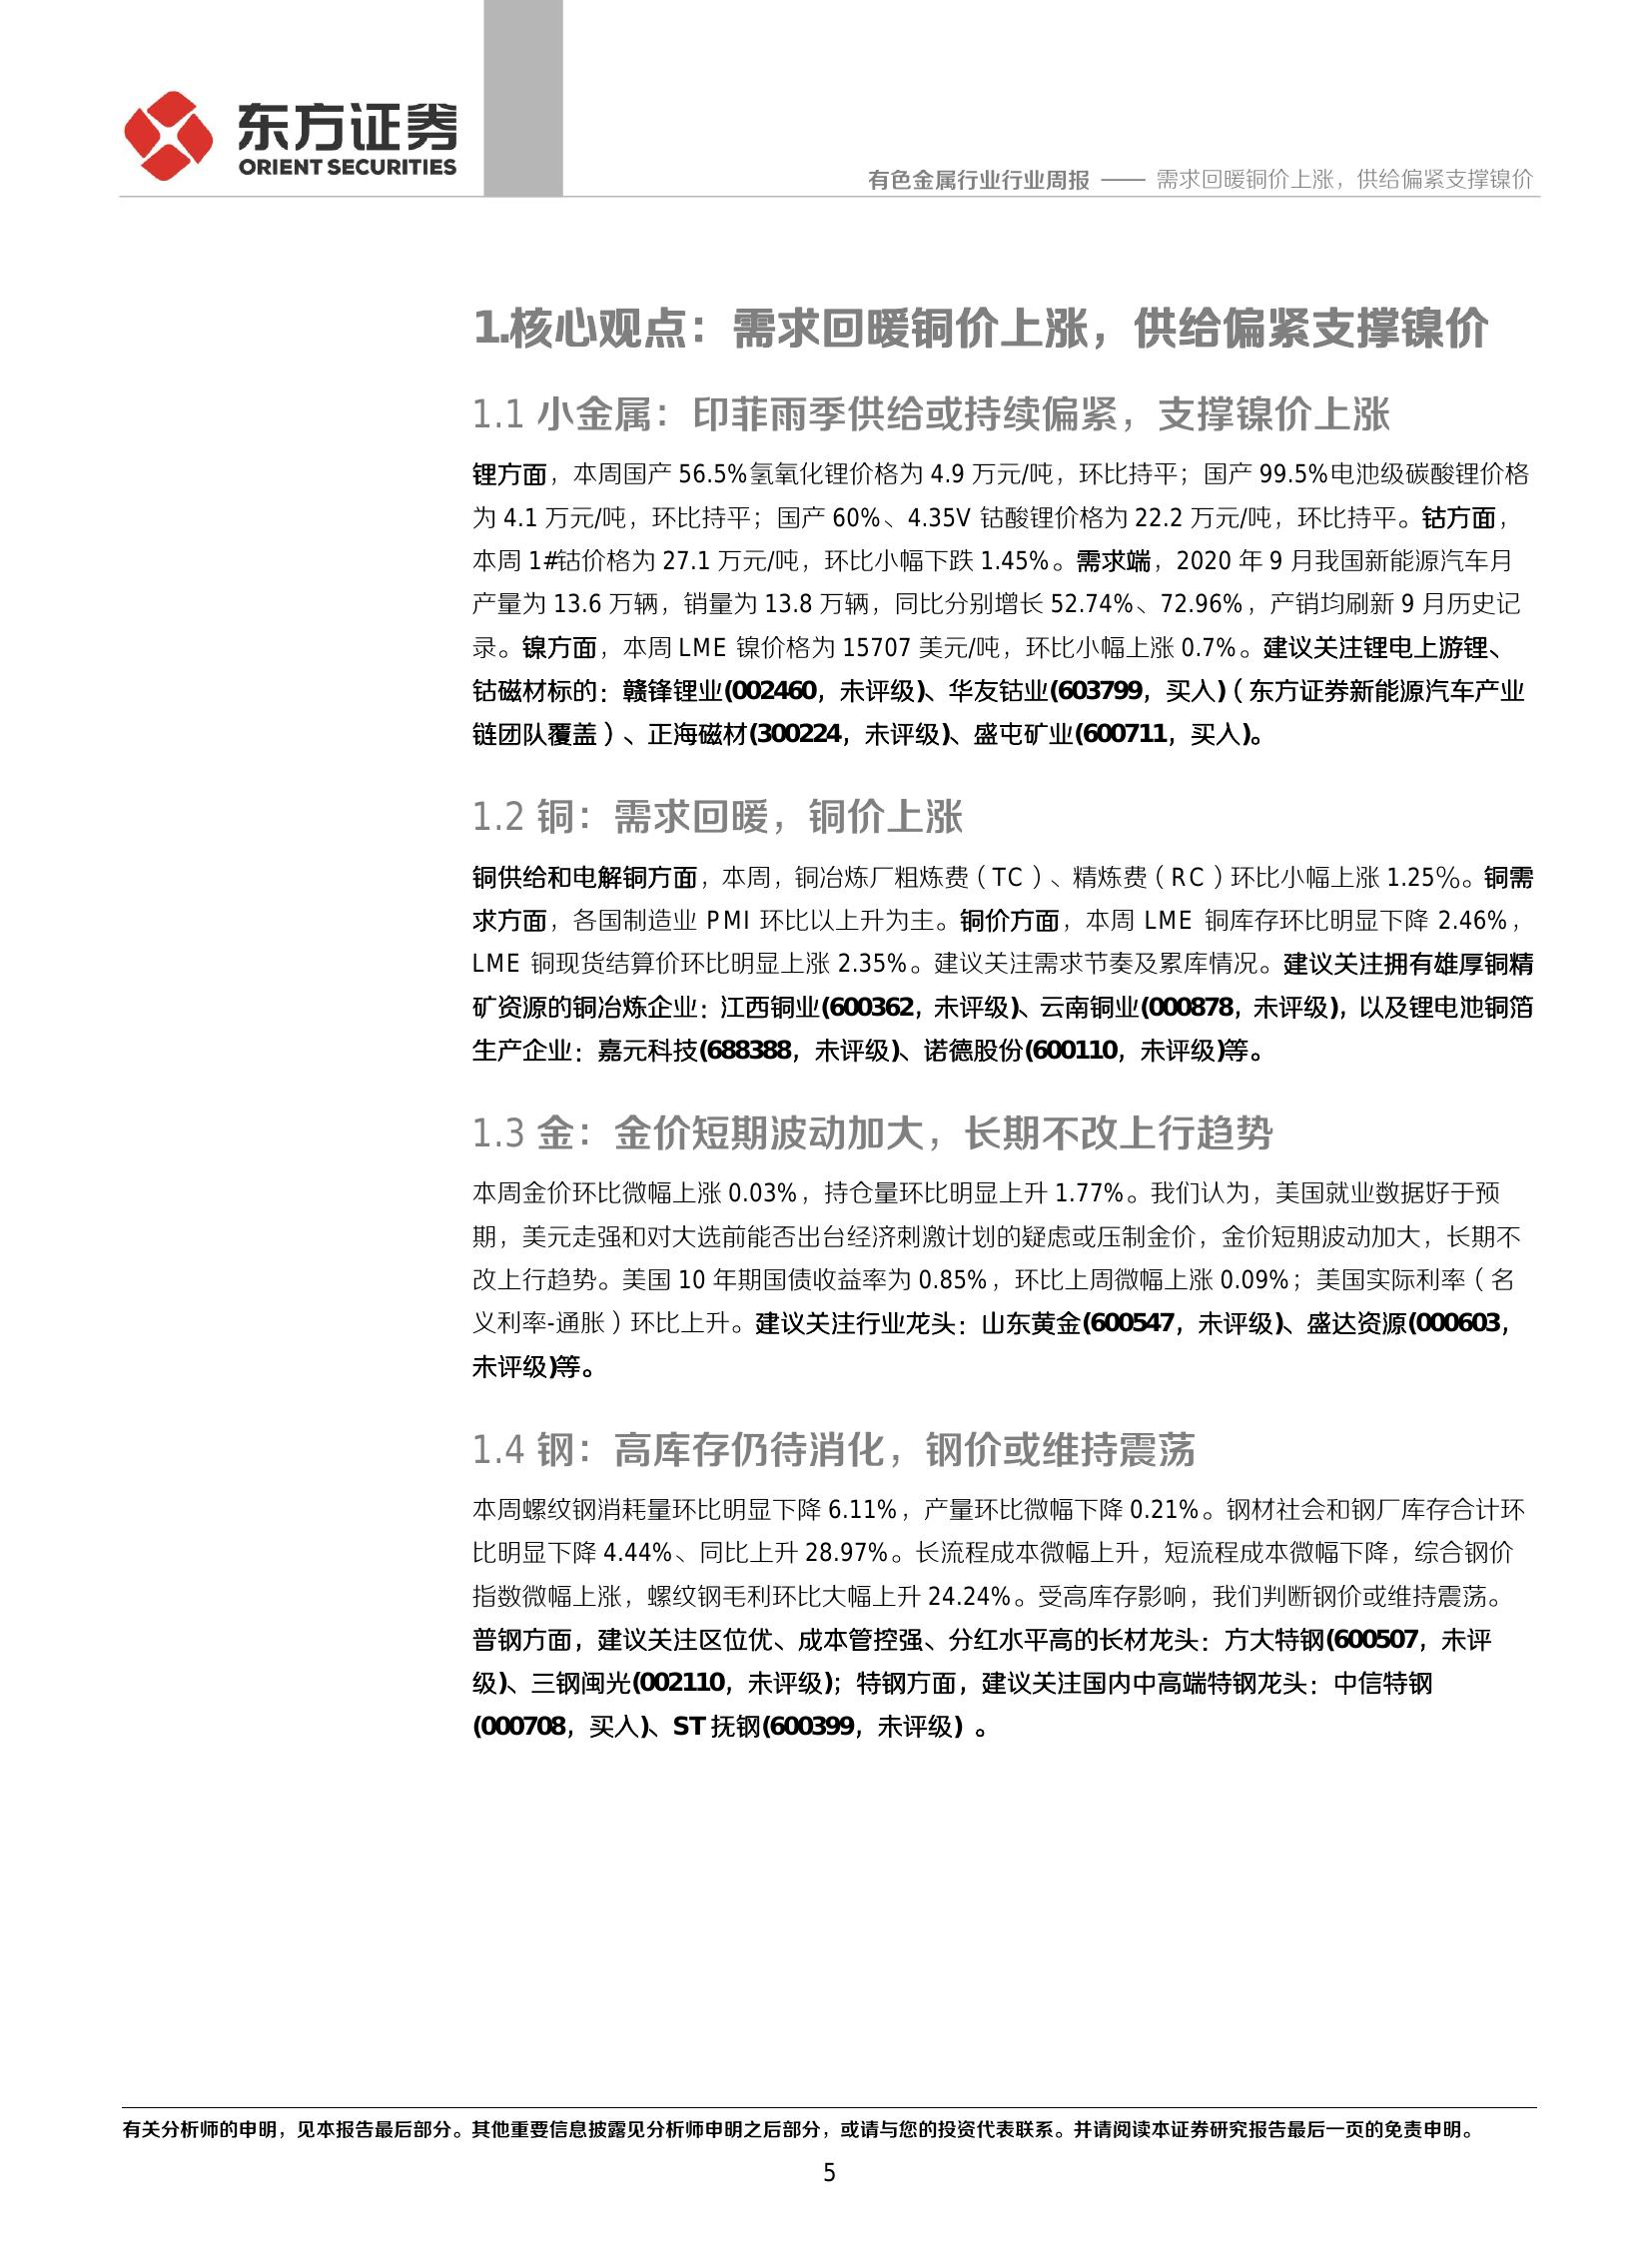 东方证券
ORIENT SECURITIES
有色金属行业行业周报 —— 需求回暖铜价上涨，供给偏紧支撑镍价
1.核心观点：需求回暖铜价上涨，供给偏紧支撑镍价
1.1 小金属：印菲雨季供给或持续偏紧，支撑镍价上涨
锂方面，本周国产 56.5%氢氧化锂价格为 4.9 万元/吨，环比持平；国产 99.5%电池级碳酸锂价格
为 4.1 万元/吨，环比持平；国产 60%、4.35V 钴酸锂价格为 22.2 万元/吨，环比持平。钴方面，
本周 1#钴价格为 27.1 万元/吨，环比小幅下跌 1.45%。需求端，2020 年 9 月我国新能源汽车月
产量为 13.6 万辆，销量为 13.8 万辆，同比分别增长 52.74%、72.96%，产销均刷新 9 月历史记
录。镍方面，本周 LME 镍价格为 15707 美元/吨，环比小幅上涨 0.7%。建议关注锂电上游锂、
钴磁材标的：赣锋锂业(002460，未评级)、华友钴业(603799，买入)（东方证券新能源汽车产业
链团队覆盖）、正海磁材(300224，未评级)、盛屯矿业(600711，买入)。
1.2 铜：需求回暖，铜价上涨
铜供给和电解铜方面，本周，铜冶炼厂粗炼费（TC）、精炼费（RC）环比小幅上涨 1.25%。铜需
求方面，各国制造业 PMI 环比以上升为主。铜价方面，本周 LME 铜库存环比明显下降 2.46%，
LME 铜现货结算价环比明显上涨 2.35%。建议关注需求节奏及累库情况。建议关注拥有雄厚铜精
矿资源的铜冶炼企业：江西铜业(600362，未评级)、云南铜业(000878，未评级)，以及锂电池铜箔
生产企业：嘉元科技(688388，未评级)、诺德股份(600110，未评级)等。
1.3 金：金价短期波动加大，长期不改上行趋势
本周金价环比微幅上涨 0.03%，持仓量环比明显上升 1.77%。我们认为，美国就业数据好于预
期，美元走强和对大选前能否出台经济刺激计划的疑虑或压制金价，金价短期波动加大，长期不
改上行趋势。美国 10 年期国债收益率为 0.85%，环比上周微幅上涨 0.09%；美国实际利率（名
义利率-通胀）环比上升。建议关注行业龙头：山东黄金(600547，未评级)、盛达资源(000603，
未评级)等。
1.4 钢：高库存仍待消化，钢价或维持震荡
本周螺纹钢消耗量环比明显下降 6.11%，产量环比微幅下降 0.21%。钢材社会和钢厂库存合计环
比明显下降 4.44%、同比上升 28.97%。长流程成本微幅上升，短流程成本微幅下降，综合钢价
指数微幅上涨，螺纹钢毛利环比大幅上升 24.24%。受高库存影响，我们判断钢价或维持震荡。
普钢方面，建议关注区位优、成本管控强、分红水平高的长材龙头：方大特钢(600507，未评
级)、三钢闽光(002110，未评级)；特钢方面，建议关注国内中高端特钢龙头：中信特钢
(000708，买入)、ST 抚钢(600399，未评级) 。
有关分析师的申明，见本报告最后部分。其他重要信息披露见分析师申明之后部分，或请与您的投资代表联系。并请阅读本证券研究报告最后一页的免责申明。
5